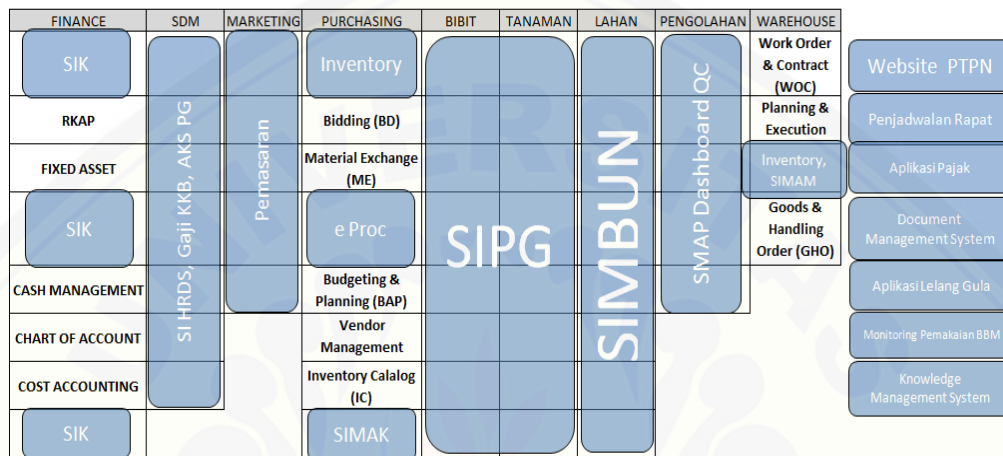 FINANCE SDM MARKETING PURCHASING BIBIT TANAMAN LAHAN PENGOLAHAN WAREHOUSE
SIK
RKAP
FIXED ASSET
SIK
CASH MANAGEMENT
CHART OF ACCOUNT
COST ACCOUNTING
SIK
SI HRDS, Gaji KKB, AKS PG
Pemasaran
Inventory
Bidding (BD)
Material Exchange
(ME)
e Proc
Budgeting &
Planning (BAP)
Vendor
Management
Inventory Calalog
(IC)
SIMAK
SIPG
SIMBUN
SMAP Dashboard QC
Work Order
& Contract
(WOC)
Planning &
Execution
Inventory,
SIMAM
Goods &
Handling
Order (GHO)
Website PTPN
Penjadwalan Rapat
Aplikasi Pajak
Document
Management System
Aplikasi Lelang Gula
Monitoring Pemakaian BBM
Knowledge
Management System